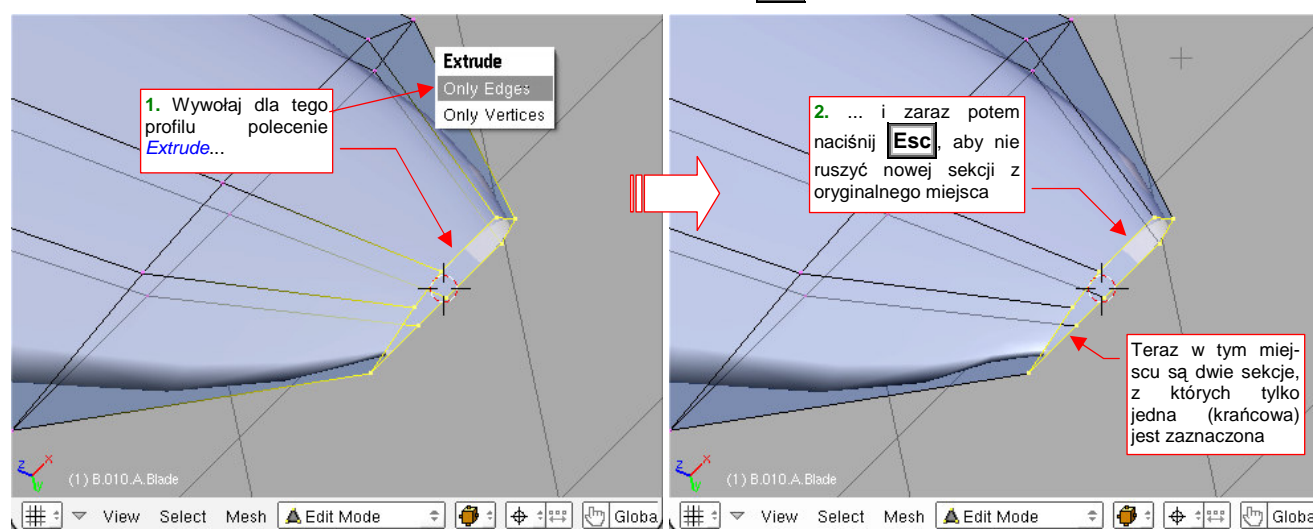 Extrude
Only Edges
Only Vertices
1. Wywołaj dla tego
profilu polecenie
Extrude...
2. ... i zaraz potem
naciśnij Esc, aby nie
ruszyć nowej sekcji z
oryginalnego miejsca
Teraz w tym miej-
scu są dwie sekcje,
z których tylko
jedna (krańcowa)
jest zaznaczona
z x y
(1) B.010.A.Blade
View Select Mesh Edit Mode Globa
z x y
(1) B.010.A.Blade
View Select Mesh Edit Mode Globa